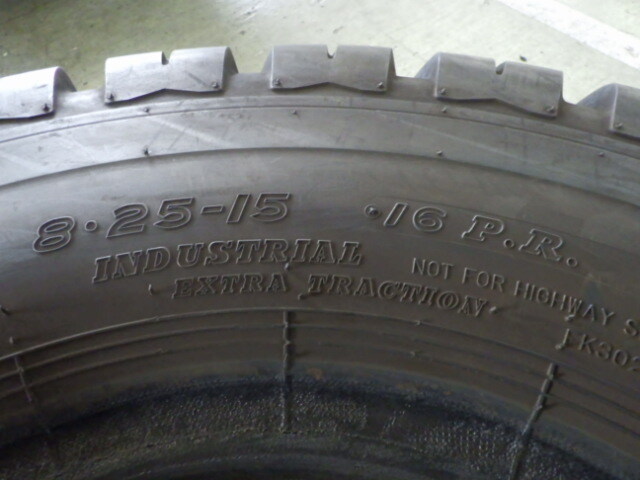 8·25-15 ·16 P.R.
INDUSTRIAL
EXTRA TRACTION
NOT FOR HIGHWAY